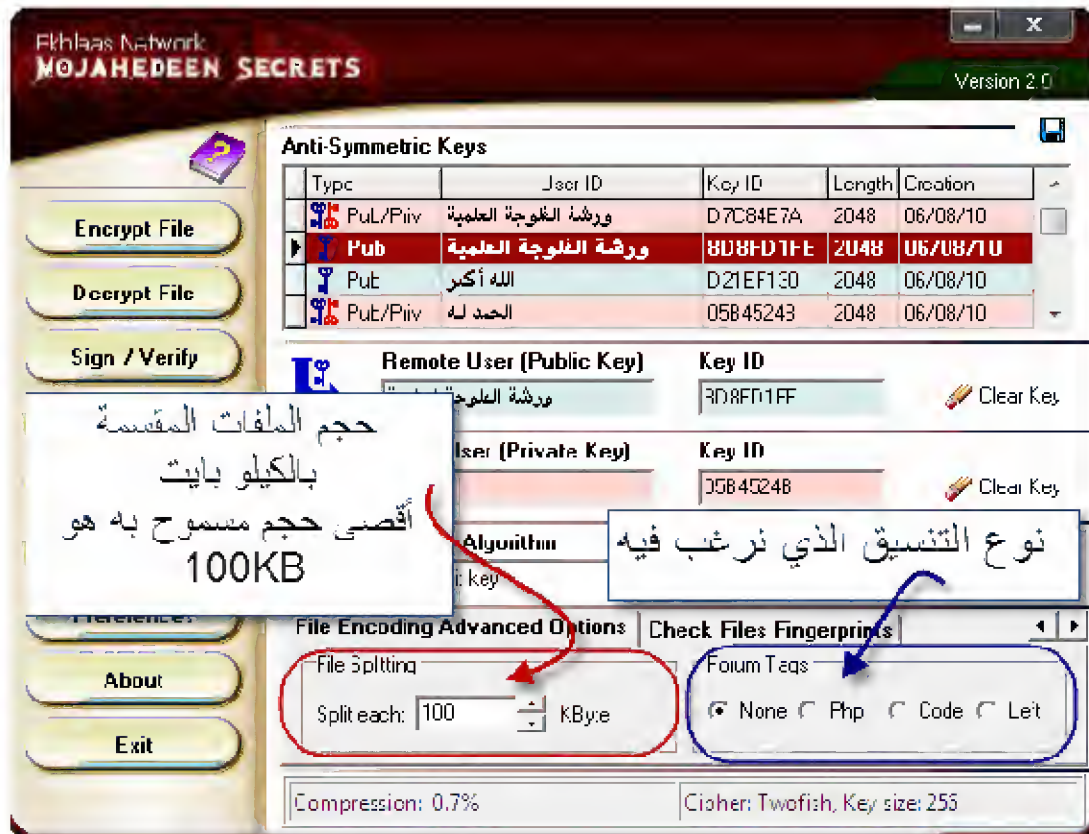 Ekhlaas Network
MOJAHEDEEN SECRETS
Version 2.0
Anti-Symmetric Keys
Type User ID Key ID Length Creation
Pub/Priv ورشة الفلوجة العلمية D7C84E7A 2048 06/08/10
Pub ورشة الفلوجة العلمية 8D8FD1FE 2048 06/08/10
Pub الله أكبر D21EF130 2048 06/08/10
Pub/Priv الحمد لله 05B4524B 2048 06/08/10
Encrypt File
Decrypt File
Sign / Verify
Remote User (Public Key) Key ID
ورشة 8D8FD1FE Clear Key
User (Private Key) Key ID
05B4524B Clear Key
Algorithm
key
حجم الملفات المقسمة
بالكيلو بايت
أقصى حجم مسموح به هو
100KB
نوع التنسيق الذي نرغب فيه
Preferences
About
Exit
File Encoding Advanced Options Check Files Fingerprints
File Splitting
Split each: 100 KByte
Forum Tags
None Php Code Left
Compression: 0.7%
Cipher: Twofish, Key size: 256